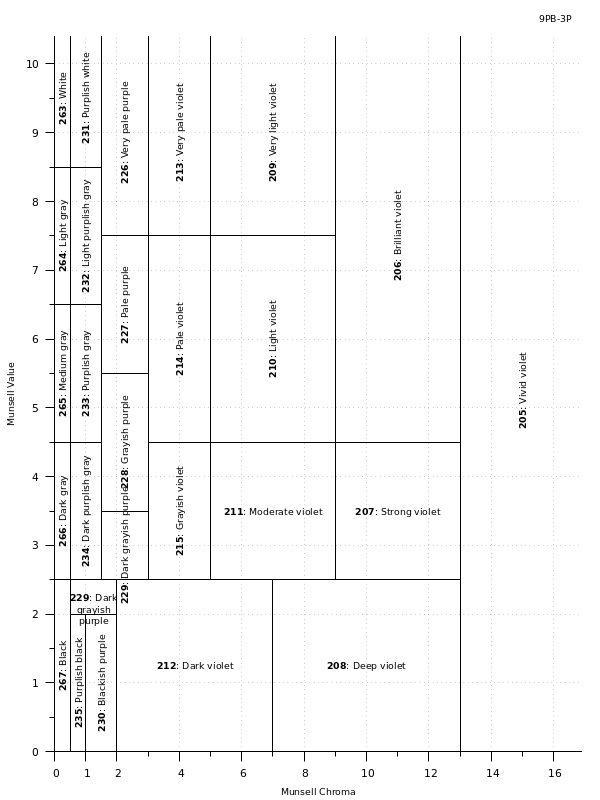 9PB-3P
10
9
8
7
6
5
4
3
2
1
0
Munsell Value
263: White
231: Purplish white
226: Very pale purple
213: Very pale violet
209: Very light violet
264: Light gray
232: Light purplish gray
206: Brilliant violet
227: Pale purple
214: Pale violet
210: Light violet
265: Medium gray
233: Purplish gray
205: Vivid violet
228: Grayish purple
266: Dark gray
234: Dark purplish gray
229: Dark grayish purple
215: Grayish violet
211: Moderate violet
207: Strong violet
229: Dark
grayish
purple
267: Black
235: Purplish black
230: Blackish purple
212: Dark violet
208: Deep violet
0 1 2 4 6 8 10 12 14 16
Munsell Chroma